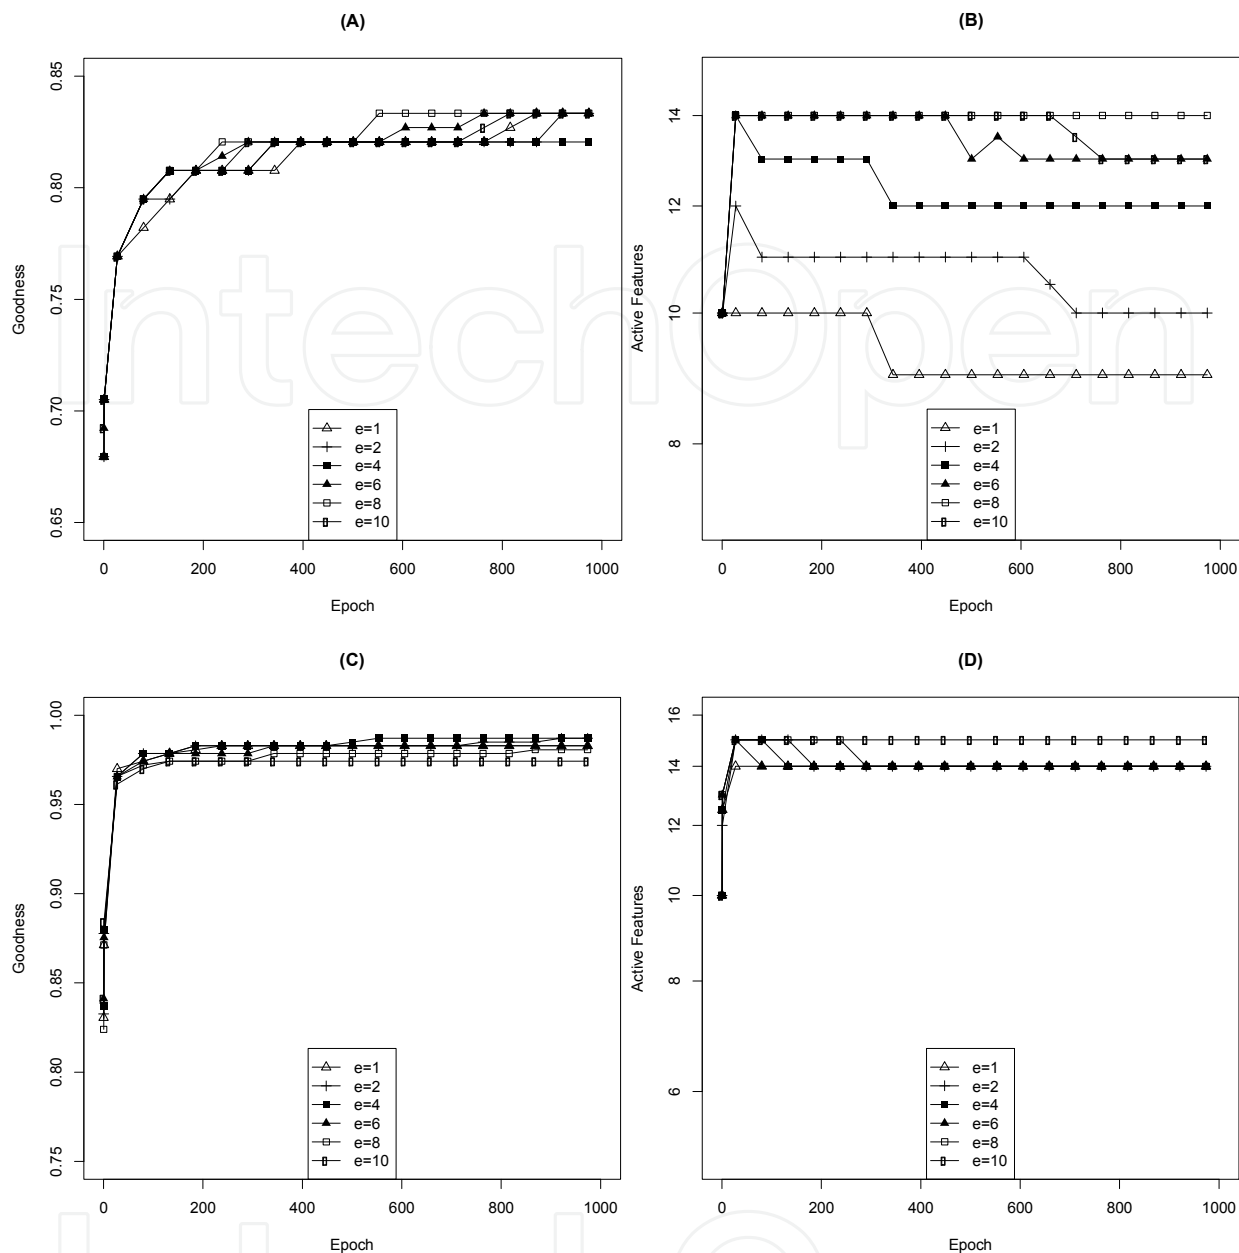 (A)
Goodness
0.85
0.80
0.75
0.70
0.65
e=1
e=2
e=4
e=6
e=8
e=10
0
200
400
600
800
1000
Epoch
(B)
Active Features
14
12
10
8
e=1
e=2
e=4
e=6
e=8
e=10
0
200
400
600
800
1000
Epoch
(C)
Goodness
1.00
0.95
0.90
0.85
0.80
0.75
e=1
e=2
e=4
e=6
e=8
e=10
0
200
400
600
800
1000
Epoch
(D)
Active Features
16
14
12
10
8
6
e=1
e=2
e=4
e=6
e=8
e=10
0
200
400
600
800
1000
Epoch
IntechOpen